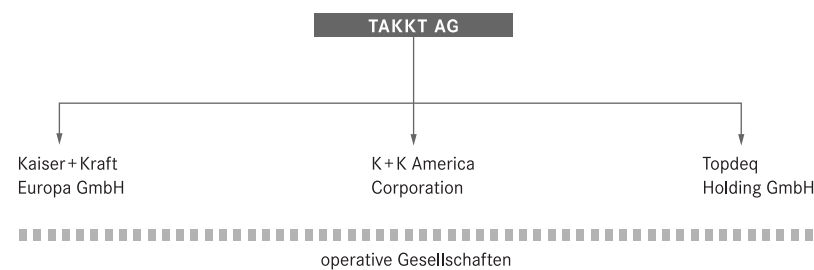 TAKKT AG
Kaiser+Kraft
Europa GmbH
K+K America
Corporation
Topdeq
Holding GmbH
operative Gesellschaften